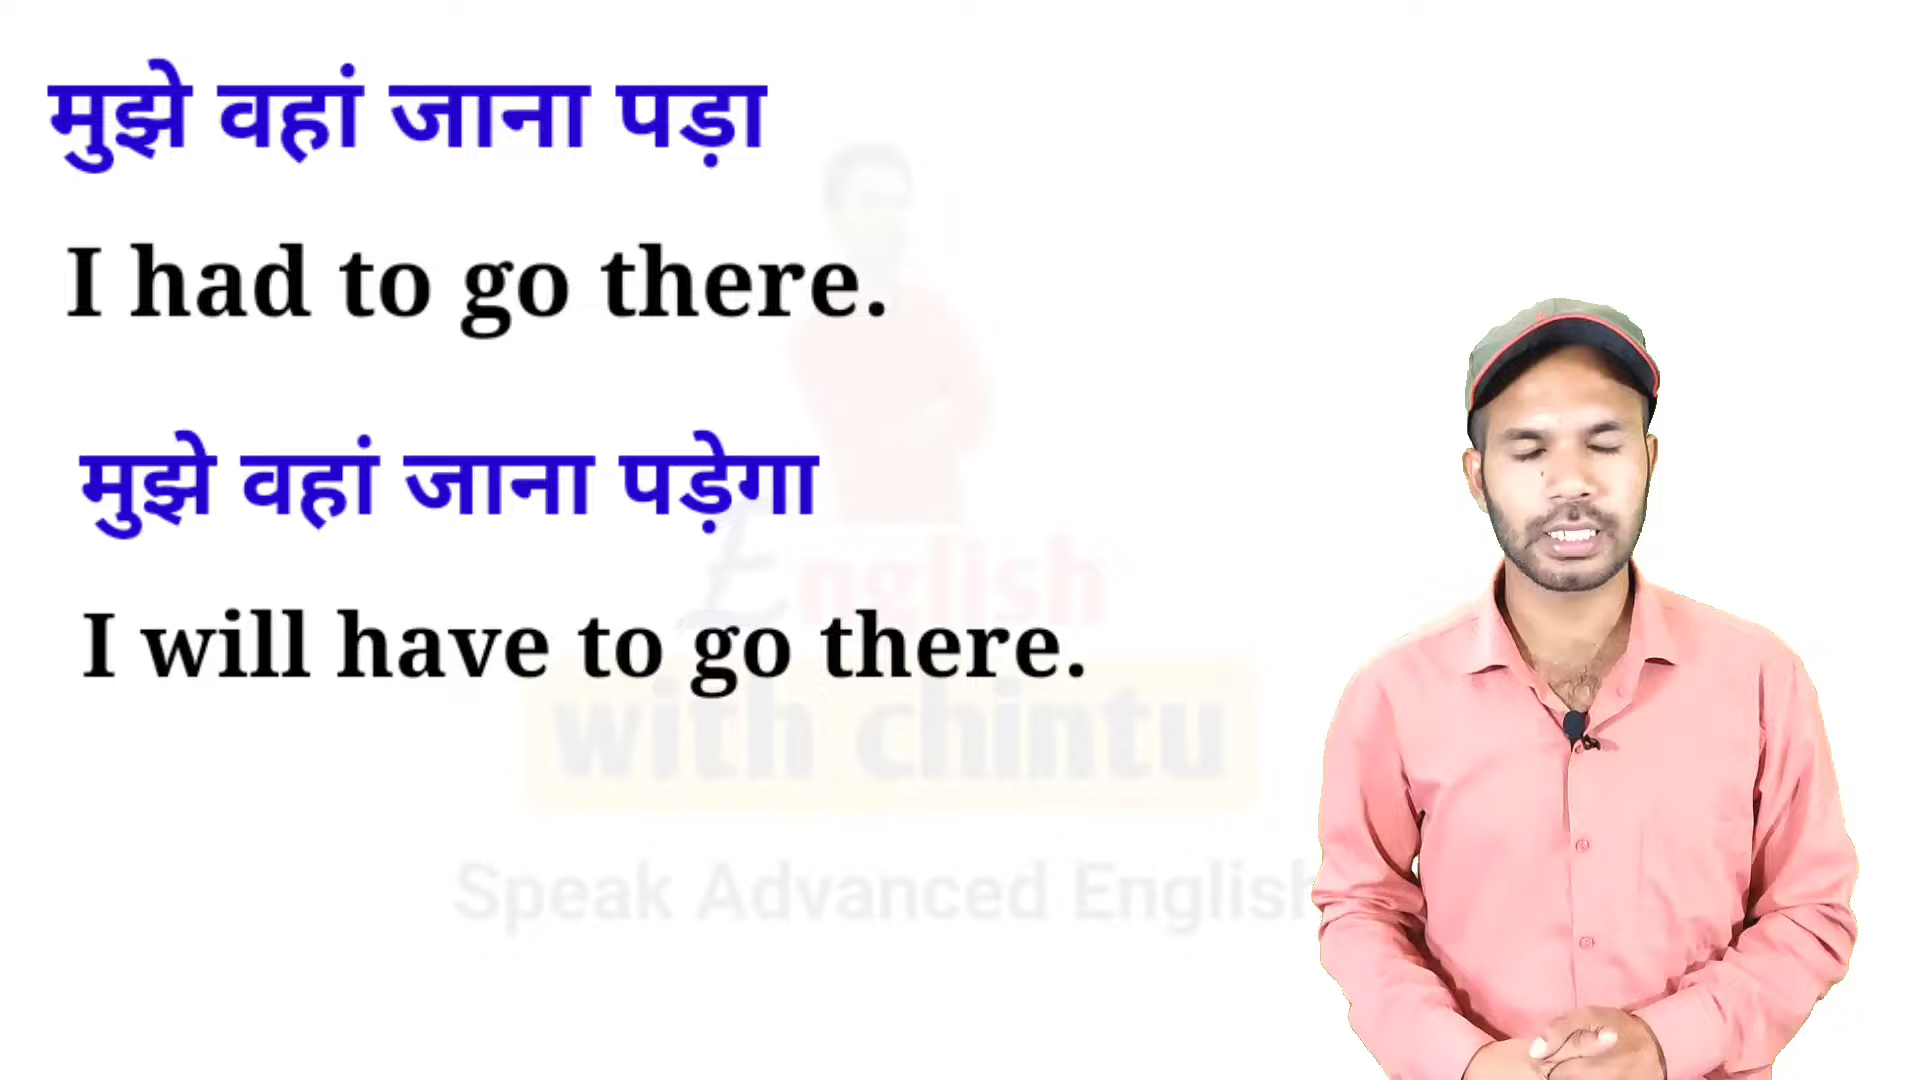 मुझे वहां जाना पड़ा
I had to go there.
मुझे वहां जाना पड़ेगा
I will have to go there.
English
with chintu
Speak Advanced English